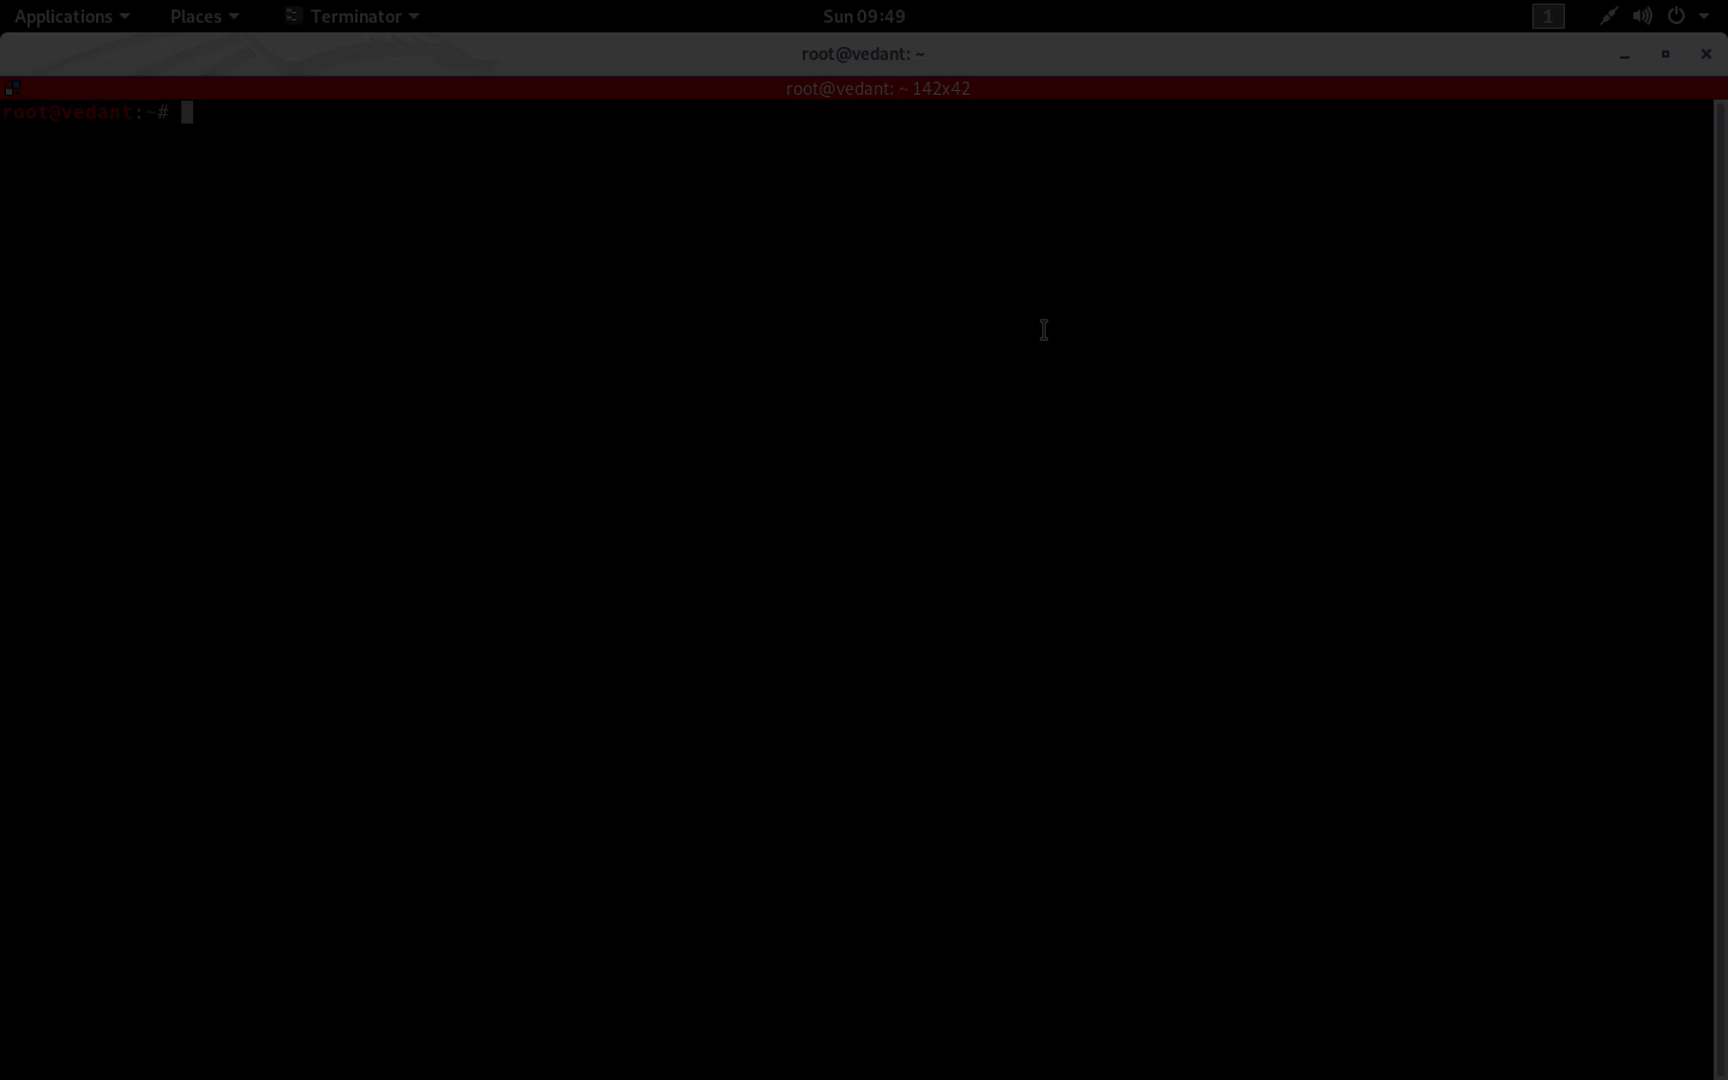 Applications Places Terminator Sun 09:49 1
root@vedant: ~
root@vedant: ~ 142x42
root@vedant:~#